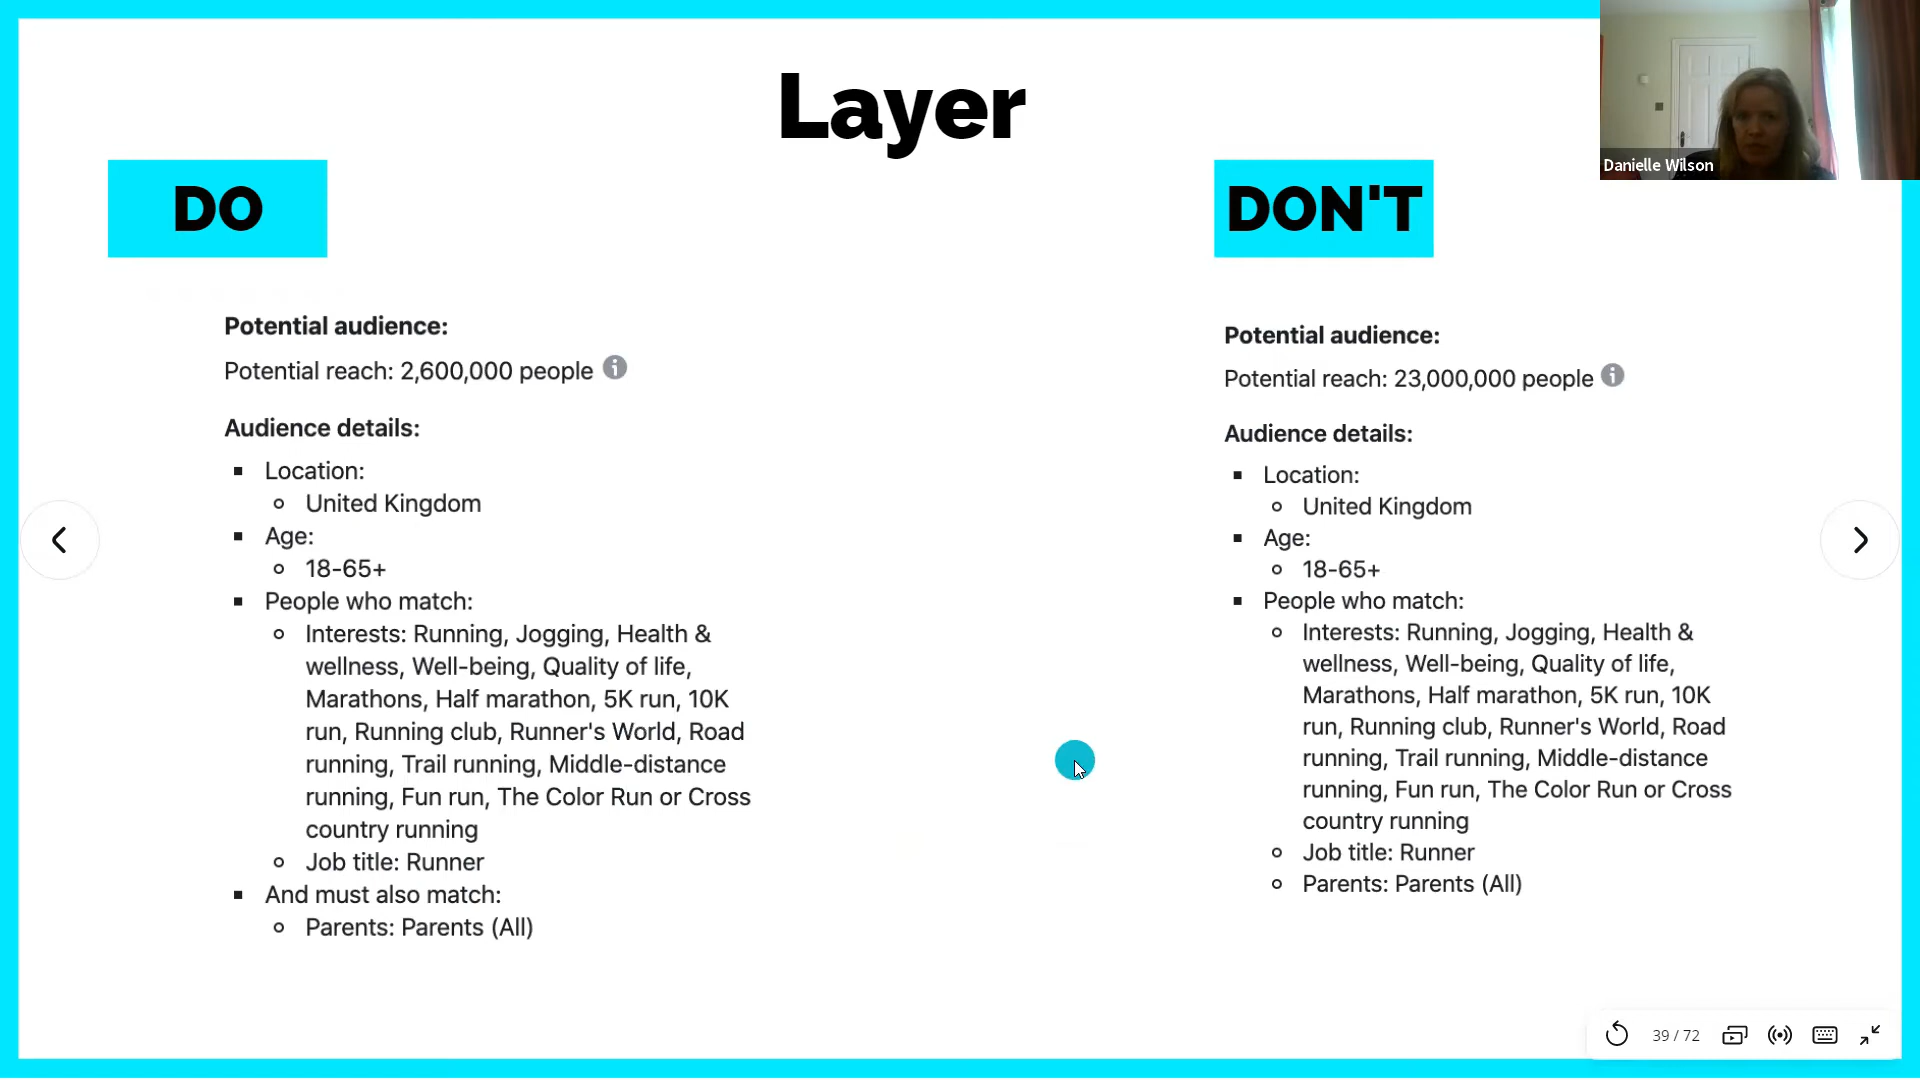 Layer
Danielle Wilson
DO
Potential audience:
Potential reach: 2,600,000 people
Audience details:
Location:
United Kingdom
Age:
18-65+
People who match:
Interests: Running, Jogging, Health &
wellness, Well-being, Quality of life,
Marathons, Half marathon, 5K run, 10K
run, Running club, Runner's World, Road
running, Trail running, Middle-distance
running, Fun run, The Color Run or Cross
country running
Job title: Runner
And must also match:
Parents: Parents (All)
DON'T
Potential audience:
Potential reach: 23,000,000 people
Audience details:
Location:
United Kingdom
Age:
18-65+
People who match:
Interests: Running, Jogging, Health &
wellness, Well-being, Quality of life,
Marathons, Half marathon, 5K run, 10K
run, Running club, Runner's World, Road
running, Trail running, Middle-distance
running, Fun run, The Color Run or Cross
country running
Job title: Runner
Parents: Parents (All)
39 / 72